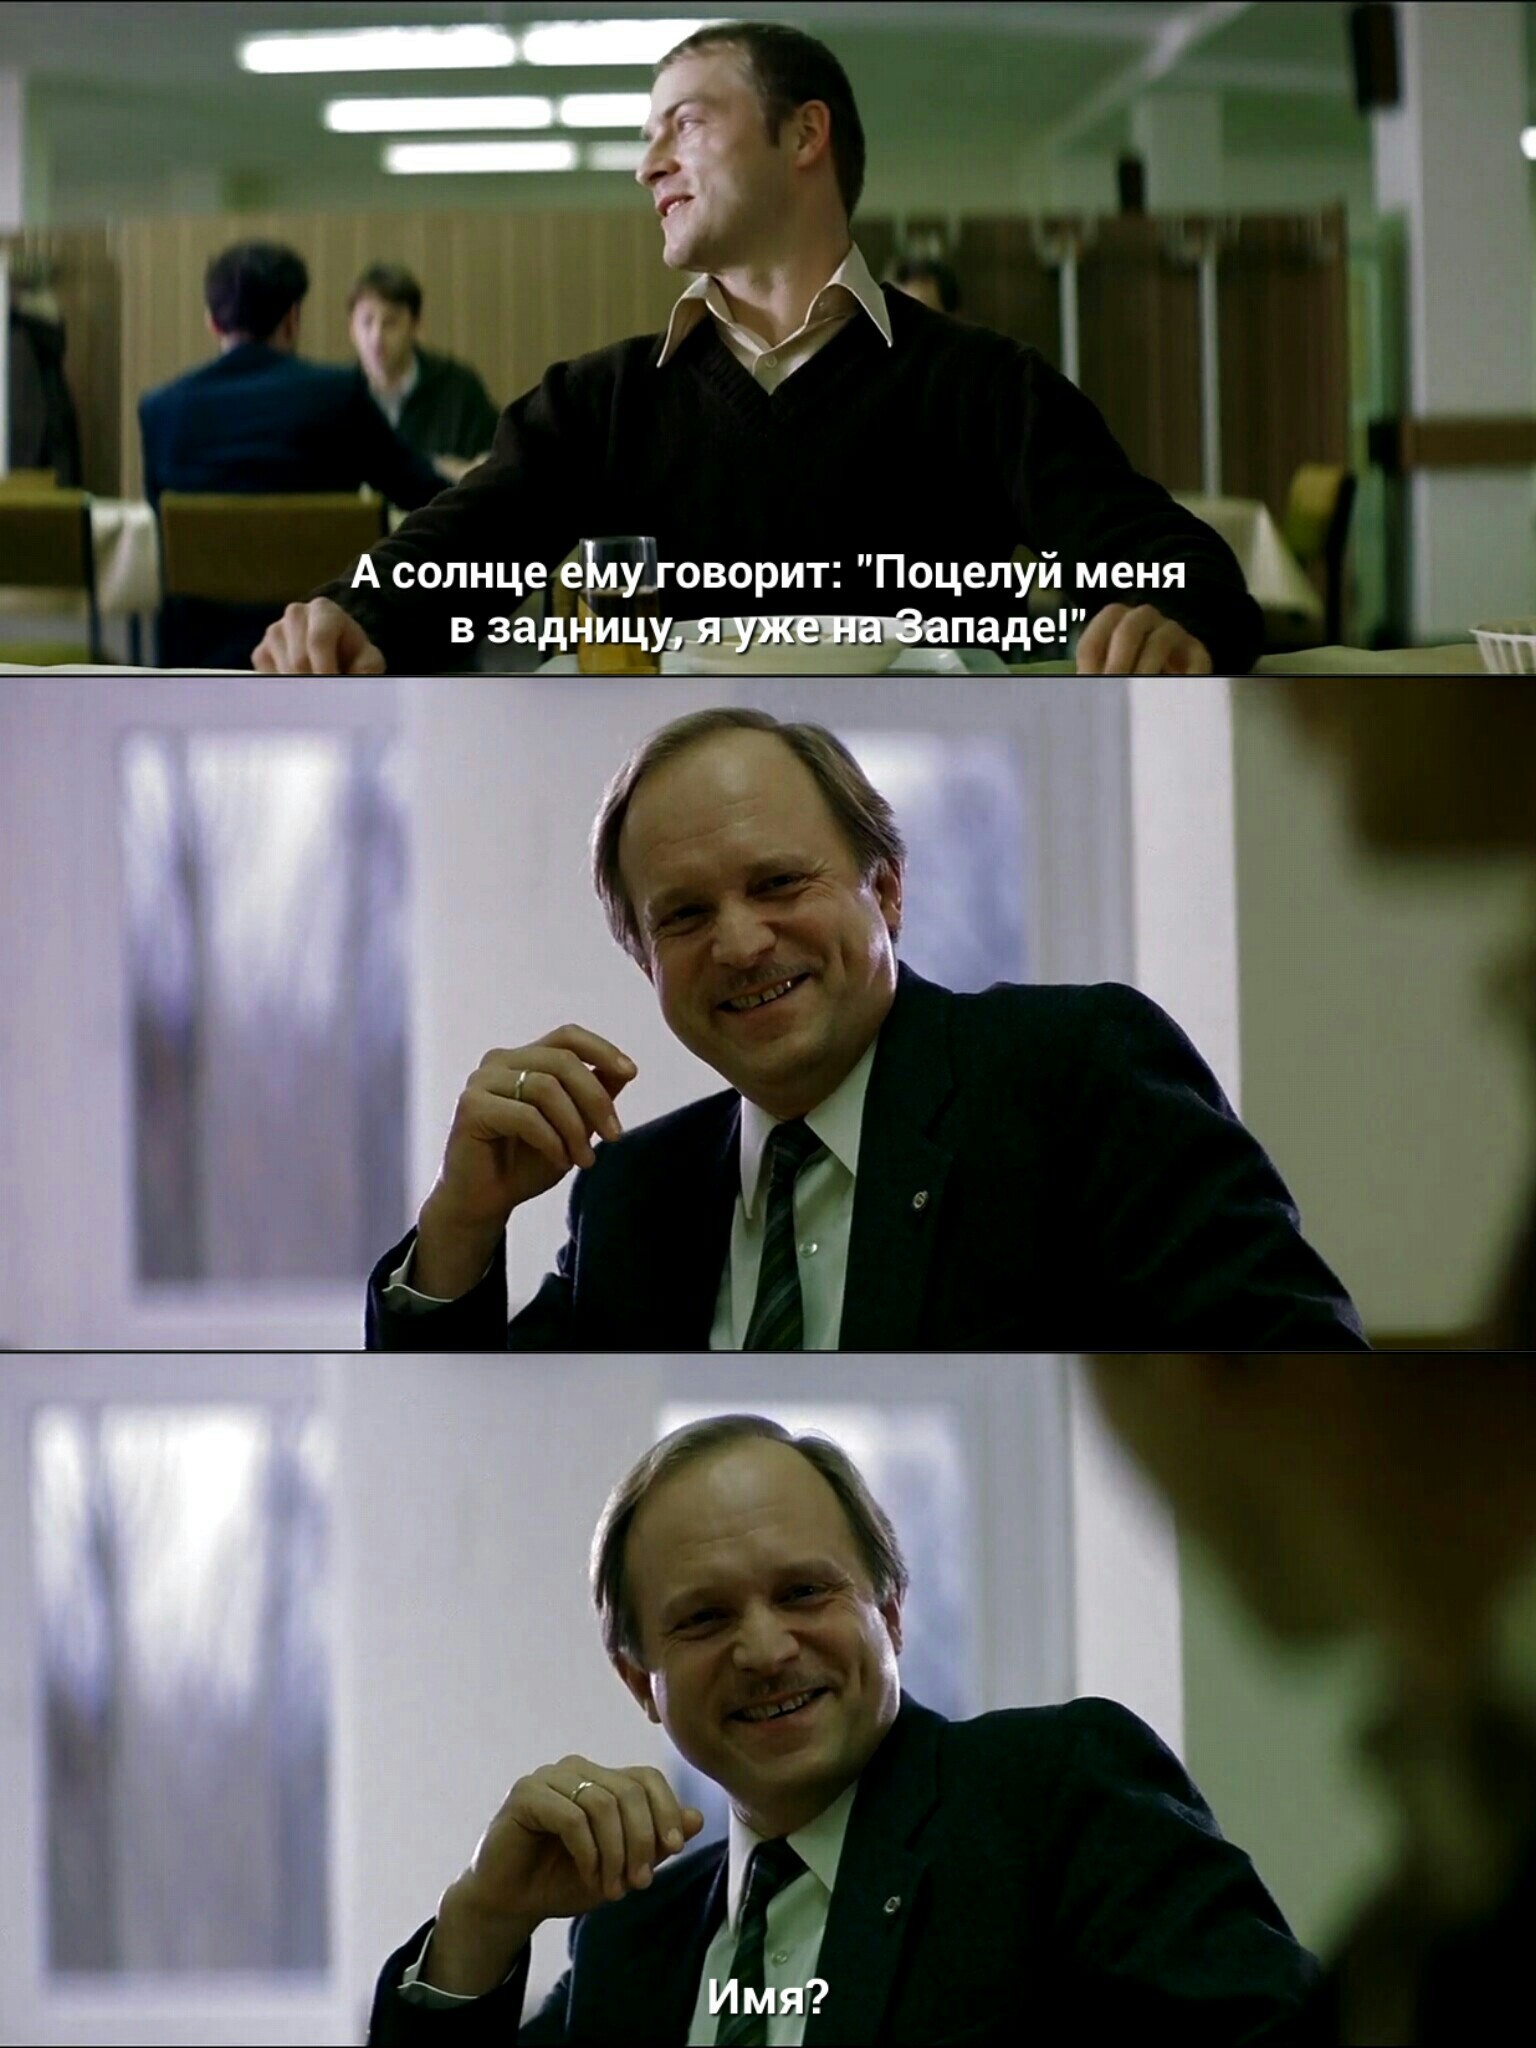 А солнце ему говорит: "Поцелуй меня
в задницу, я уже на Западе!"
Имя?